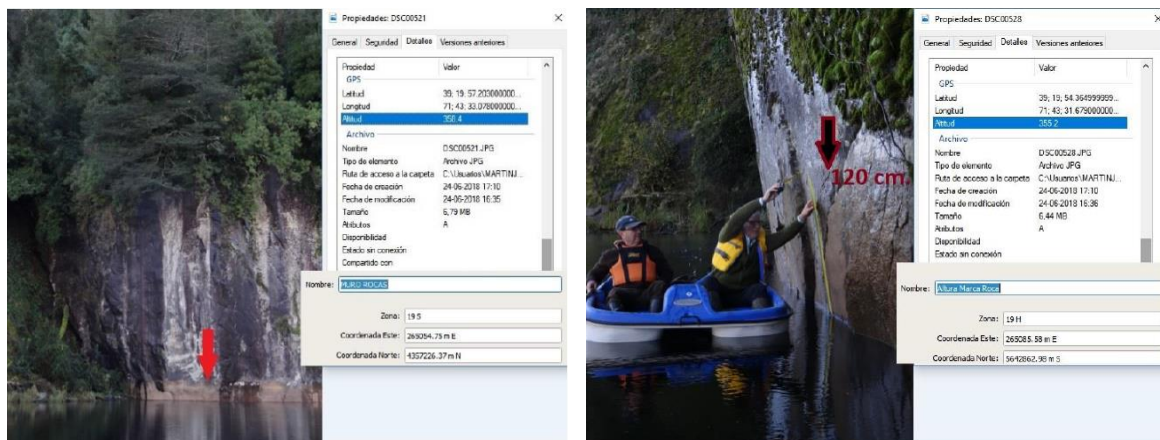 Propiedades: DSC00521
General Seguridad Detalles Versiones anteriores
Propiedad Valor
GPS
Latitud 39; 19; 57.203000000...
Longitud 71; 43; 33.078000000...
Altitud 358.4
Archivo
Nombre DSC00521.JPG
Tipo de elemento Archivo JPG
Ruta de acceso a la carpeta C:\Usuarios\MARTINJ...
Fecha de creación 24-06-2018 17:10
Fecha de modificación 24-06-2018 16:35
Tamaño 6,79 MB
Atributos A
Disponibilidad
Estado sin conexión
Compartido con
Nombre: MURO ROCAS
Zona: 19 S
Coordenada Este: 265054.75 m E
Coordenada Norte: 4357226.37 m N
120 cm.
Propiedades: DSC00528
General Seguridad Detalles Versiones anteriores
Propiedad Valor
GPS
Latitud 39; 19; 54.364999999...
Longitud 71; 43; 31.679000000...
Altitud 355.2
Archivo
Nombre DSC00528.JPG
Tipo de elemento Archivo JPG
Ruta de acceso a la carpeta C:\Usuarios\MARTINJ...
Fecha de creación 24-06-2018 17:10
Fecha de modificación 24-06-2018 16:36
Tamaño 6,44 MB
Atributos A
Disponibilidad
Estado sin conexión
Nombre: Altura Marca Roca
Zona: 19 H
Coordenada Este: 265085.58 m E
Coordenada Norte: 5642862.98 m S